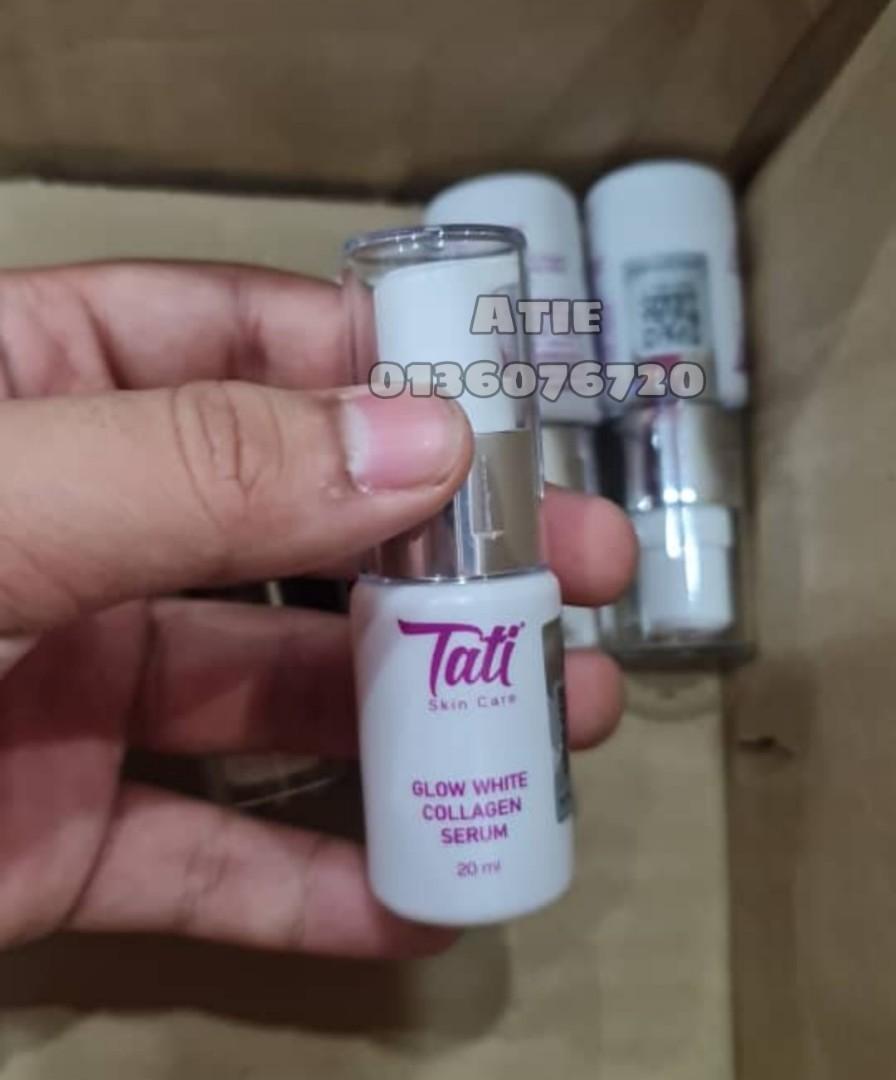 Atie
0136076720
Tati
Skin Care
GLOW WHITE
COLLAGEN
SERUM
20 ml